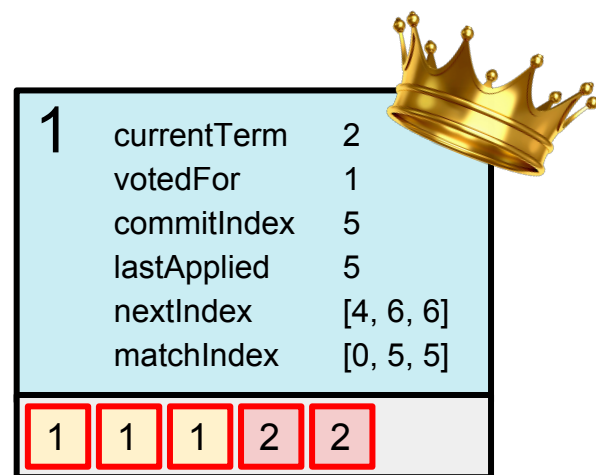 1
currentTerm 2
votedFor 1
commitIndex 5
lastApplied 5
nextIndex [4, 6, 6]
matchIndex [0, 5, 5]
1 1 1 2 2